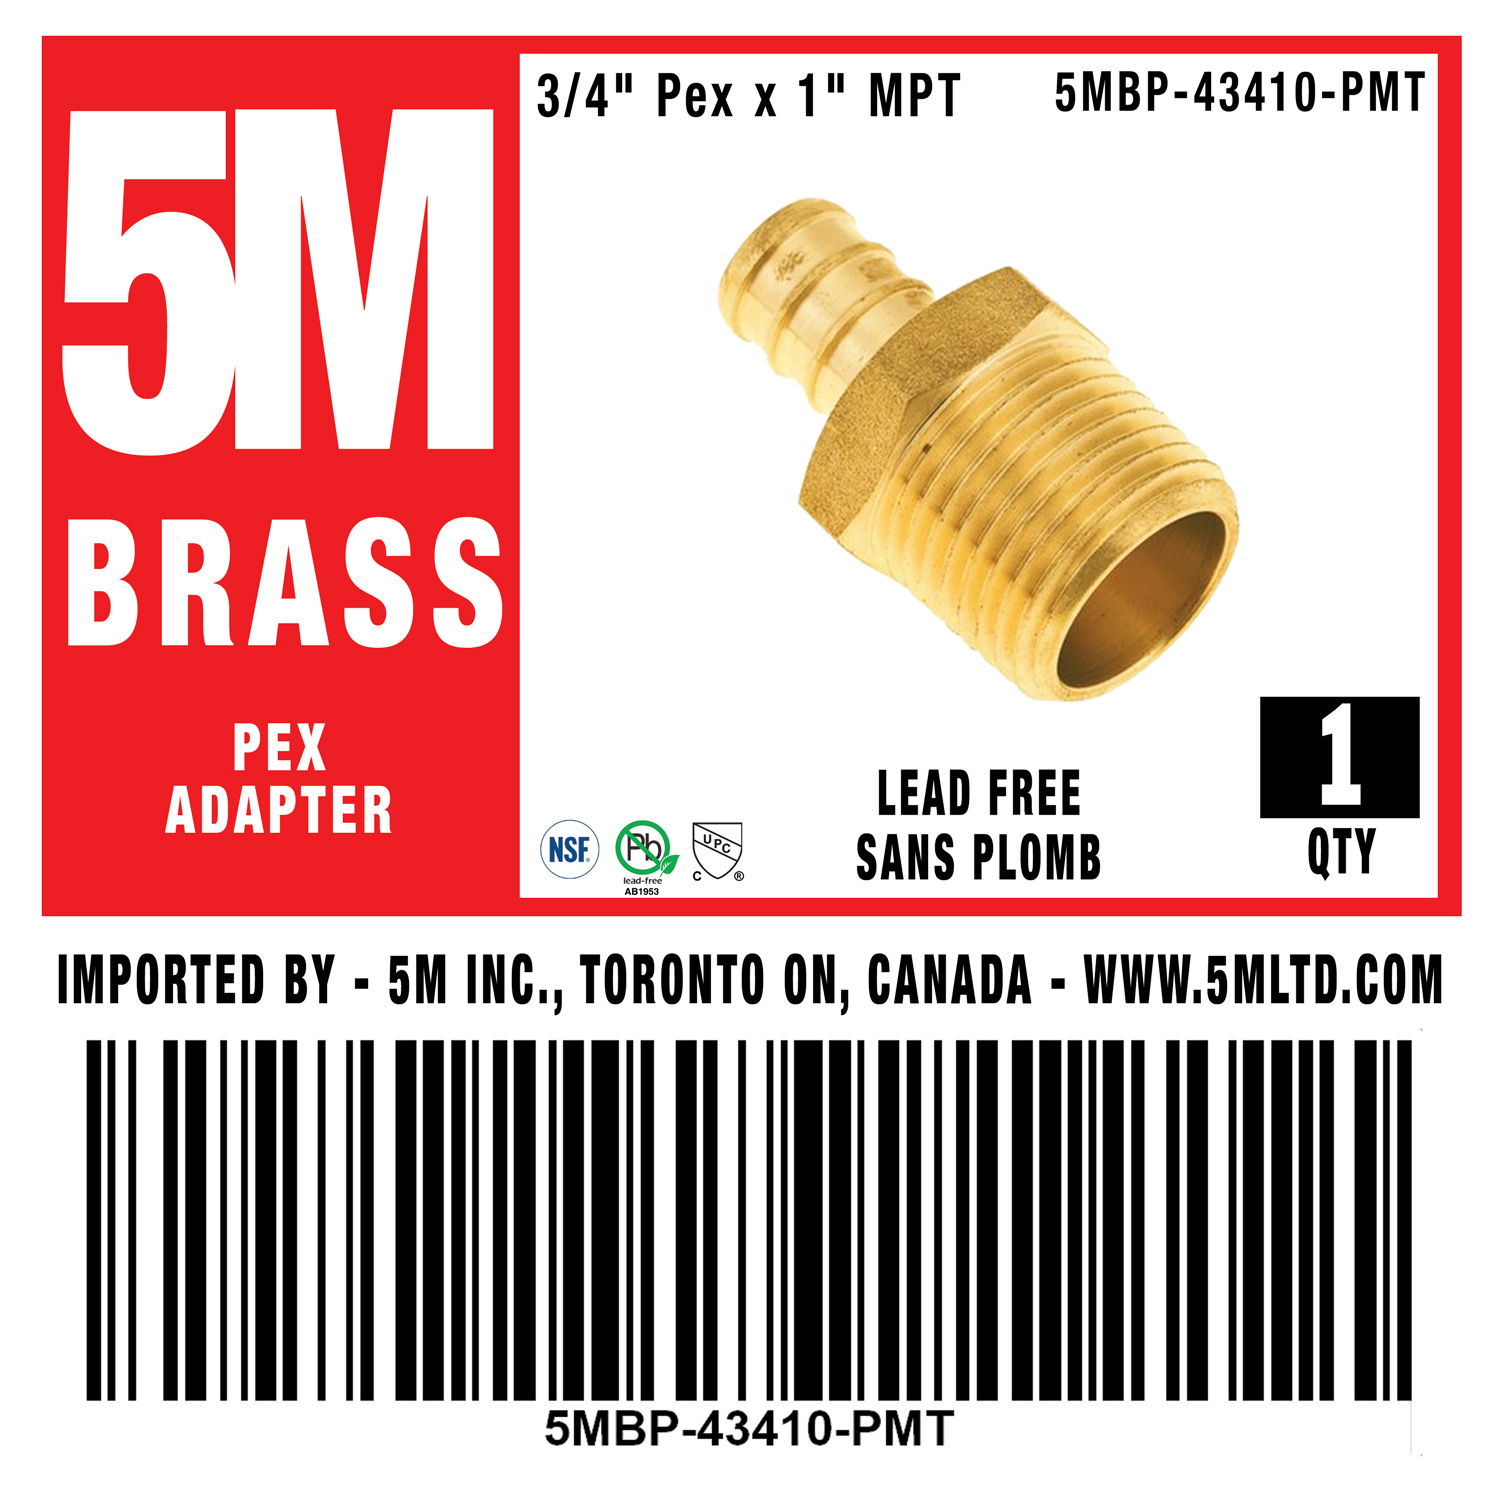 5M
BRASS
PEX
ADAPTER
3/4" Pex x 1" MPT
5MBP-43410-PMT
NSF®
Pb
lead-free
AB1953
UPC
C ®
LEAD FREE
SANS PLOMB
1
QTY
IMPORTED BY - 5M INC., TORONTO ON, CANADA - WWW.5MLTD.COM
5MBP-43410-PMT